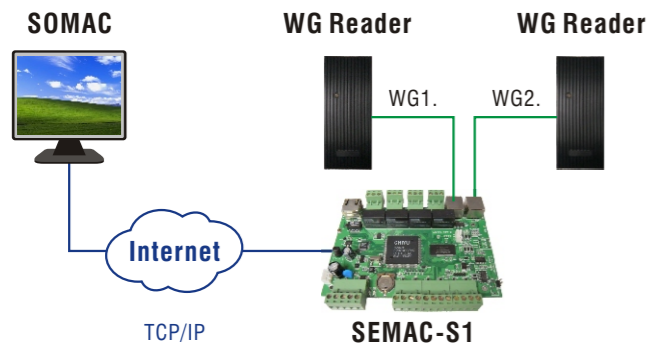 SOMAC
WG Reader
WG Reader
WG1.
WG2.
Internet
TCP/IP
SEMAC-S1